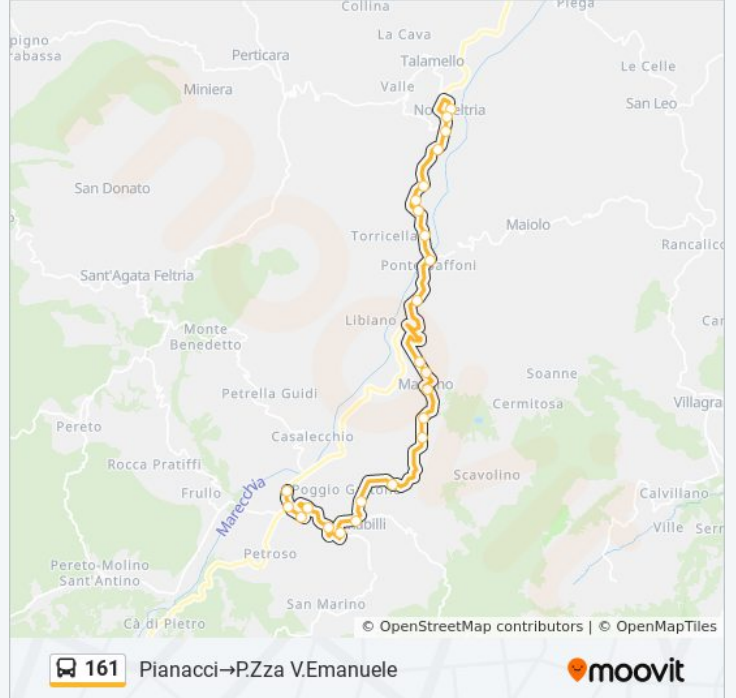 Collina
Piega
La Cava
pigno
rabassa
Perticara
Talamello
Le Celle
Miniera
Valle
San Leo
San Donato
Maiolo
Torricella
Rancalico
Sant'Agata Feltria
Libiano
Car
Monte
Benedetto
Soanne
Petrella Guidi
Cermitosa
Villagra
Pereto
Casalecchio
Rocca Pratiffi
Scavolino
Frullo
Marecchia
Calvillano
Ville
Serr
Petroso
Pereto-Molino
Sant'Antino
San Marino
Cà di Pietro
© OpenStreetMap contributors | © OpenMapTiles
161 Pianacci→P.Zza V.Emanuele
moovit